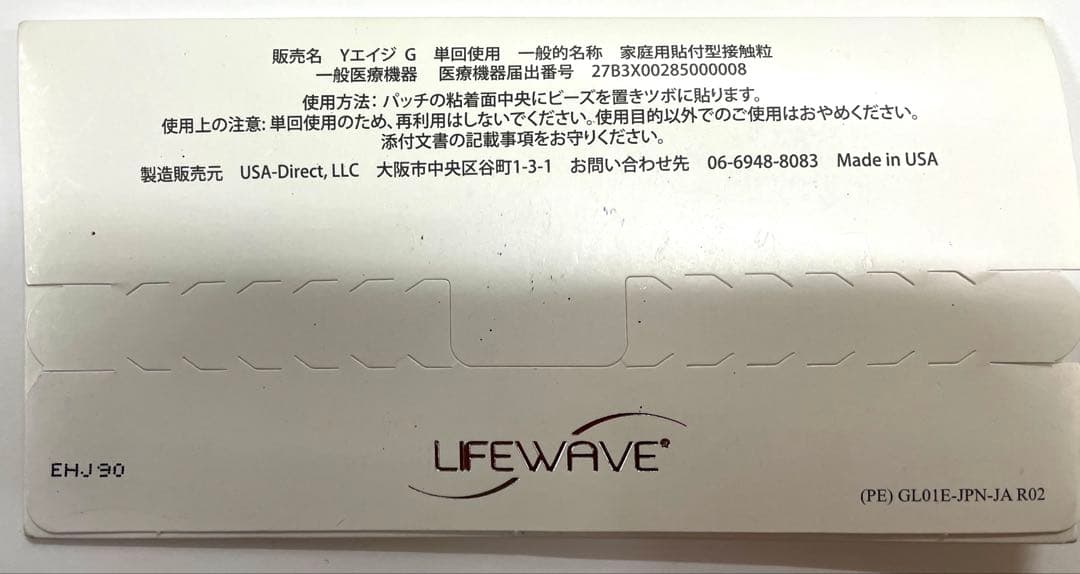 販売名 Yエイジ G 単回使用 一般的名称 家庭用貼付型接触粒
一般医療機器 医療機器届出番号 27B3X00285000008
使用方法：パッチの粘着面中央にビーズを置きツボに貼ります。
使用上の注意：単回使用のため、再利用はしないでください。使用目的以外でのご使用はおやめください。
添付文書の記載事項をお守りください。
製造販売元 USA-Direct, LLC 大阪市中央区谷町1-3-1 お問い合わせ先 06-6948-8083 Made in USA
LIFEWAVE®
EHJ90
(PE) GL01E-JPN-JA R02